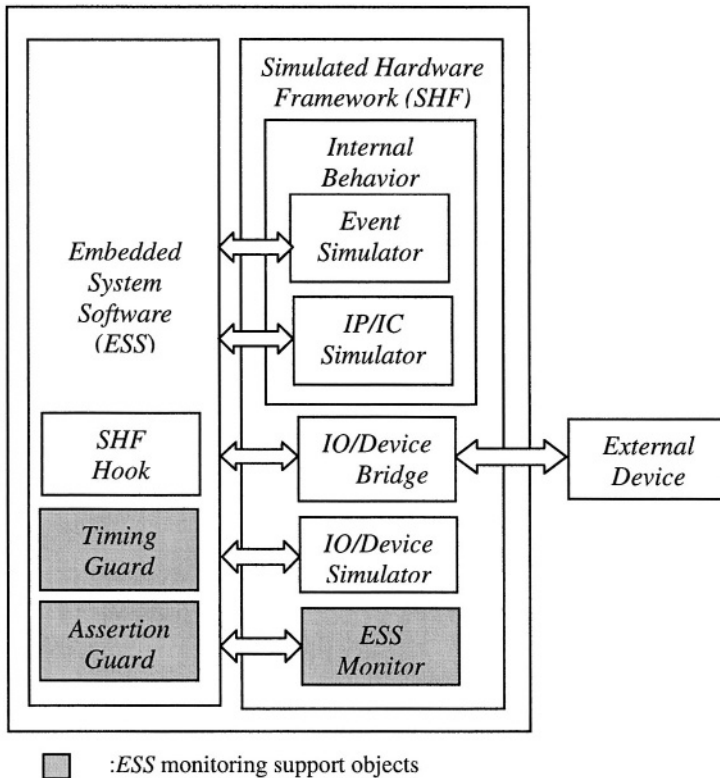 Simulated Hardware
Framework (SHF)
Internal
Behavior
Event
Simulator
Embedded
System
Software
(ESS)
IP/IC
Simulator
SHF
Hook
IO/Device
Bridge
External
Device
Timing
Guard
IO/Device
Simulator
Assertion
Guard
ESS
Monitor
:ESS monitoring support objects